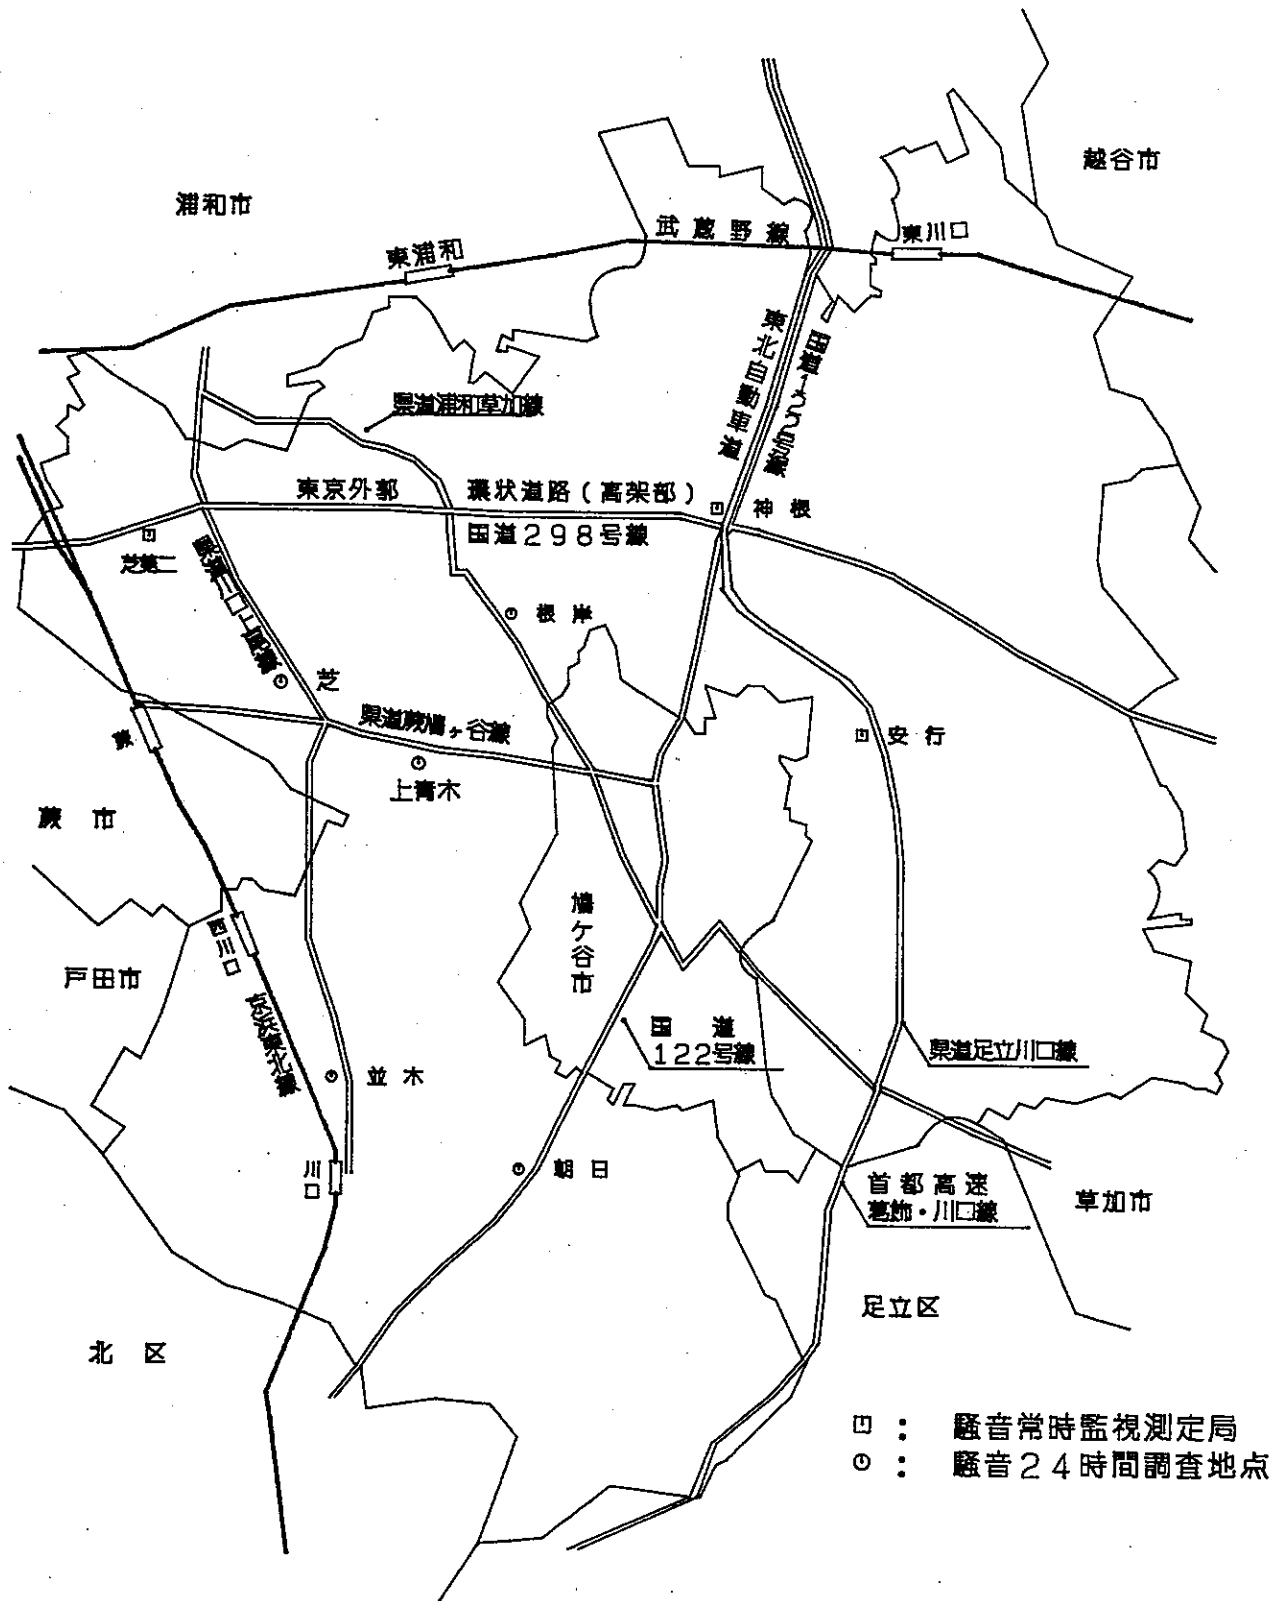 越谷市
浦和市
武蔵野線
東川口
東浦和
東北自動車道
国道122号線
県道浦和草加線
東京外郭 環状道路(高架部)
国道298号線
神根
芝第二
根岸
芝
県道蕨鳩ヶ谷線
安行
蕨
上青木
蕨市
鳩ケ谷市
西川口
戸田市
京浜東北線
国道
122号線
県道足立川口線
並木
川口
朝日
首都高速
葛飾・川口線
草加市
足立区
北区
: 騒音常時監視測定局
: 騒音24時間調査地点